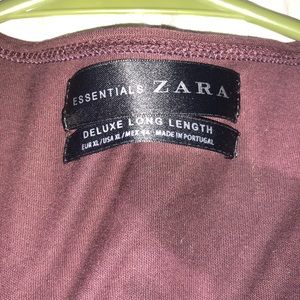 ESSENTIALS ZARA
DELUXE LONG LENGTH
EUR XL / USA XL / MEX 44 MADE IN PORTUGAL